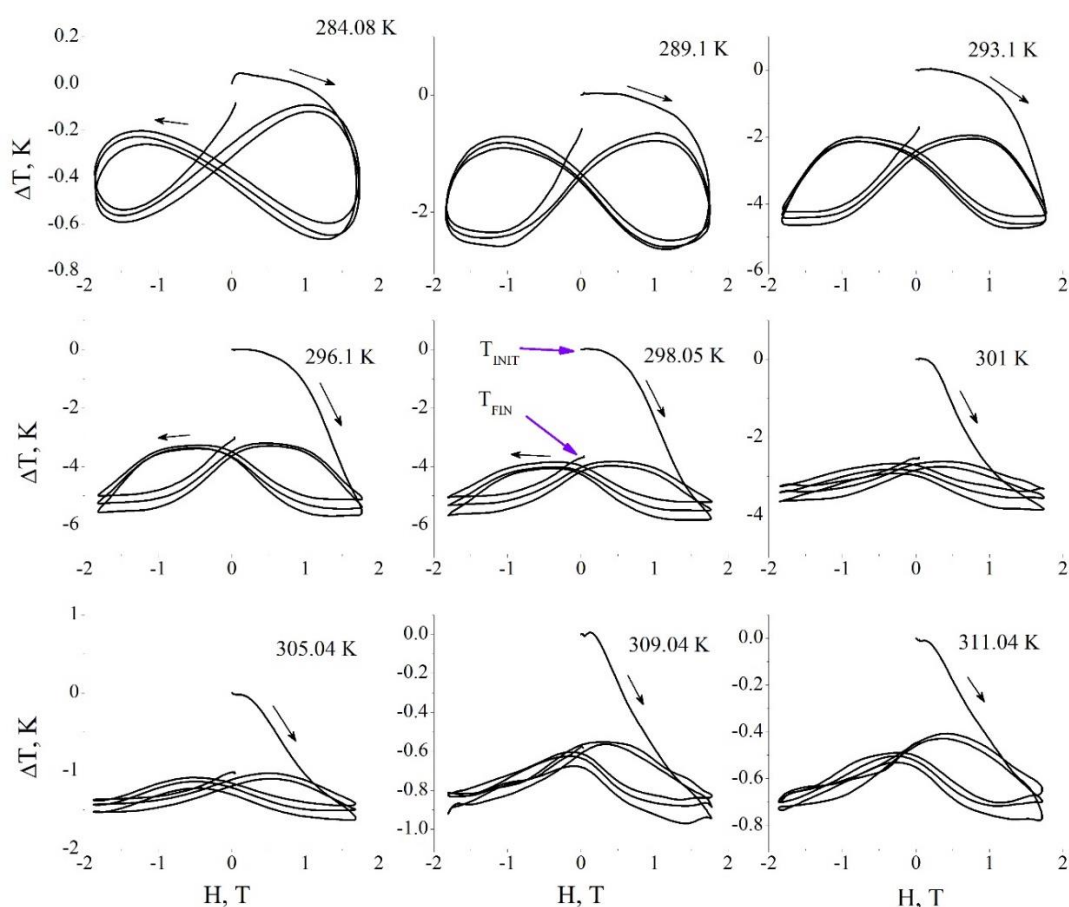 284.08 K
0.2
0.0
-0.2
-0.4
-0.6
-0.8
ΔT, K
-2 -1 0 1 2
289.1 K
0
-2
-2 -1 0 1 2
293.1 K
0
-2
-4
-6
-2 -1 0 1 2
296.1 K
0
-2
-4
-6
ΔT, K
-2 -1 0 1 2
298.05 K
T INIT
T FIN
0
-2
-4
-6
-2 -1 0 1 2
301 K
0
-2
-4
-2 -1 0 1 2
305.04 K
1
0
-1
-2
ΔT, K
-2 -1 0 1 2
H, T
309.04 K
0.0
-0.2
-0.4
-0.6
-0.8
-1.0
-2 -1 0 1 2
H, T
311.04 K
0.0
-0.2
-0.4
-0.6
-0.8
-2 -1 0 1 2
H, T